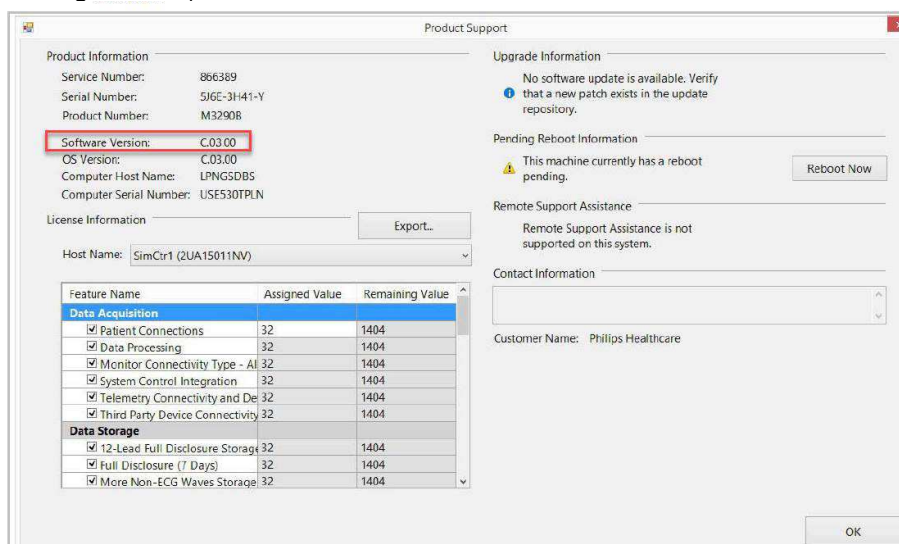 Product Support
x
Product Information
Service Number: 866389
Serial Number: 5J6E-3H41-Y
Product Number: M3290B
Software Version: C.03.00
OS Version: C.03.00
Computer Host Name: LPNGSDBS
Computer Serial Number: USE530TPLN
License Information
Export...
Host Name: SimCtr1 (2UA15011NV)
Feature Name Assigned Value Remaining Value
Data Acquisition
Patient Connections 32 1404
Data Processing 32 1404
Monitor Connectivity Type - Al 32 1404
System Control Integration 32 1404
Telemetry Connectivity and De 32 1404
Third Party Device Connectivity 32 1404
Data Storage
12-Lead Full Disclosure Storage 32 1404
Full Disclosure (7 Days) 32 1404
More Non-ECG Waves Storage 32 1404
Upgrade Information
No software update is available. Verify
that a new patch exists in the update
repository.
Pending Reboot Information
This machine currently has a reboot
pending.
Reboot Now
Remote Support Assistance
Remote Support Assistance is not
supported on this system.
Contact Information
Customer Name: Philips Healthcare
OK